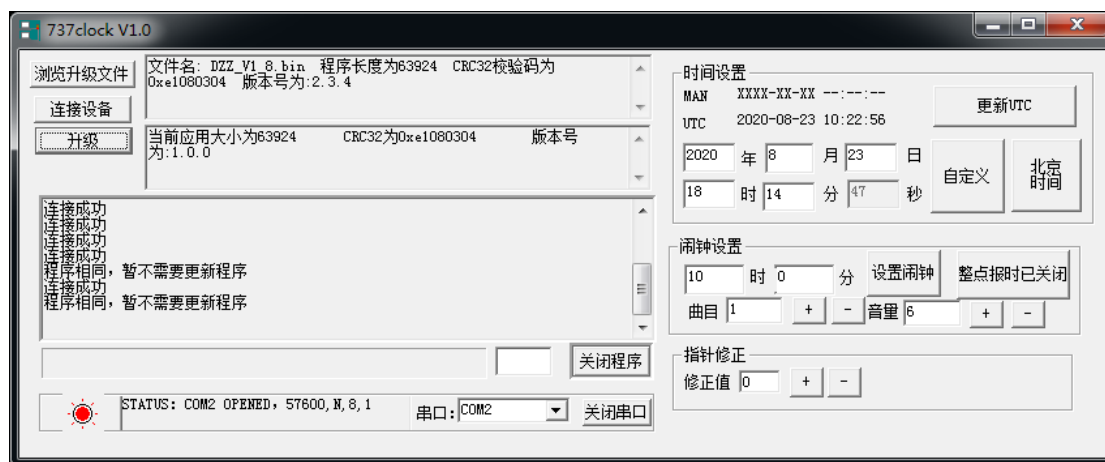 737clock V1.0
浏览升级文件
文件名: DZZ_V1_8.bin 程序长度为63924 CRC32校验码为
0xe1080304 版本号为:2.3.4
连接设备
升级
当前应用大小为63924 CRC32为0xe1080304 版本号
为:1.0.0
连接成功
连接成功
连接成功
连接成功
程序相同，暂不需要更新程序
连接成功
程序相同，暂不需要更新程序
关闭程序
STATUS: COM2 OPENED，57600,N,8,1
串口: COM2
关闭串口
时间设置
MAN XXXX-XX-XX --:--:--
UTC 2020-08-23 10:22:56
更新UTC
2020 年 8 月 23 日
18 时 14 分 47 秒
自定义
北京
时间
闹钟设置
10 时 0 分
设置闹钟
整点报时已关闭
曲目 1 + - 音量 6 + -
指针修正
修正值 0 + -